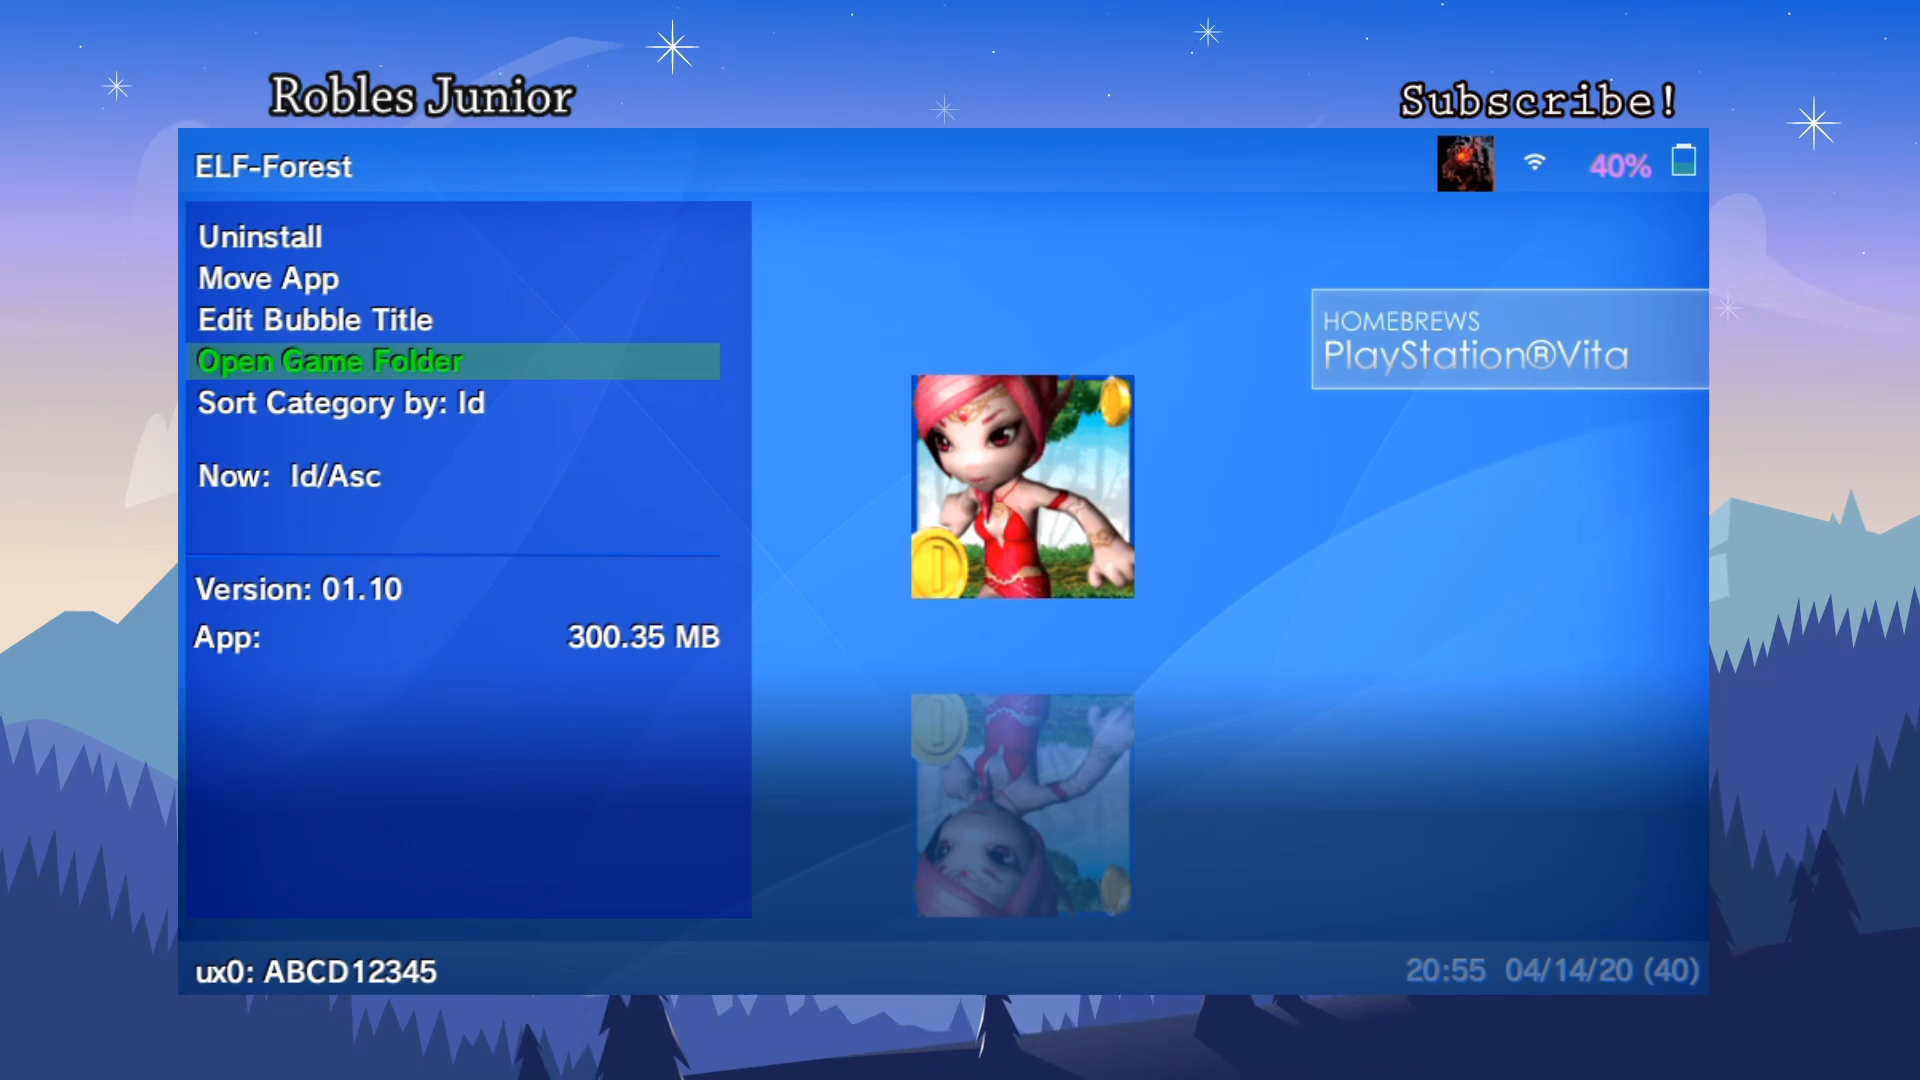 Robles Junior
Subscribe!
ELF-Forest
40%
Uninstall
Move App
Edit Bubble Title
Open Game Folder
Sort Category by: Id
Now: Id/Asc
HOMEBREWS
PlayStation®Vita
Version: 01.10
App: 300.35 MB
ux0: ABCD12345
20:55 04/14/20 (40)